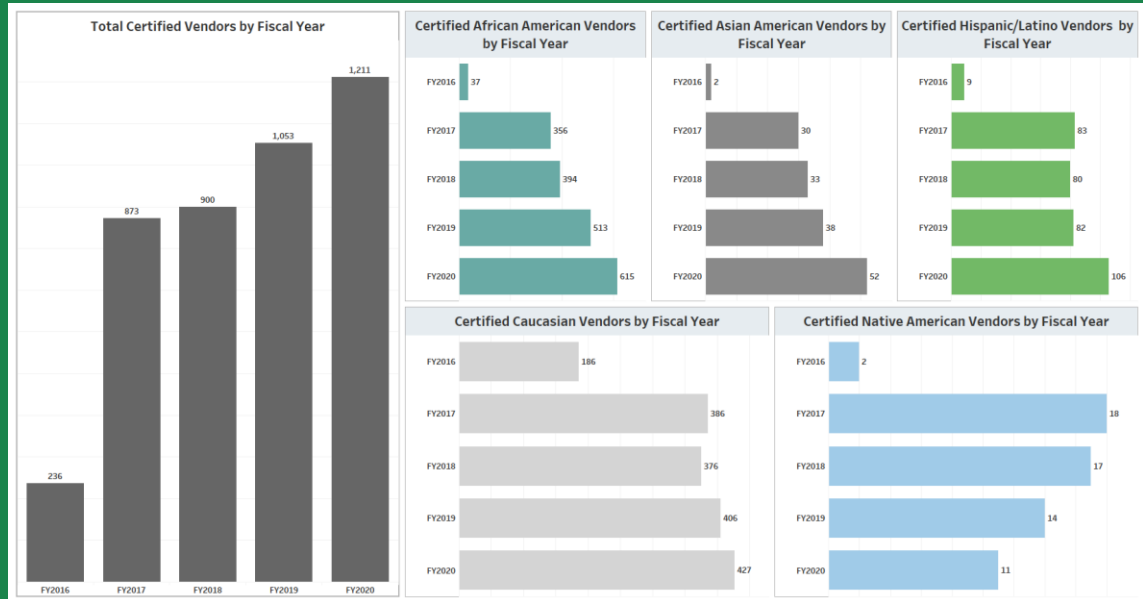 Total Certified Vendors by Fiscal Year
1,211
1,053
900
873
236
FY2016 FY2017 FY2018 FY2019 FY2020
Certified African American Vendors
by Fiscal Year
FY2016 37
FY2017 356
FY2018 394
FY2019 513
FY2020 615
Certified Asian American Vendors by
Fiscal Year
FY2016 2
FY2017 30
FY2018 33
FY2019 38
FY2020 52
Certified Hispanic/Latino Vendors by
Fiscal Year
FY2016 9
FY2017 83
FY2018 80
FY2019 82
FY2020 106
Certified Caucasian Vendors by Fiscal Year
FY2016 186
FY2017 386
FY2018 376
FY2019 406
FY2020 427
Certified Native American Vendors by Fiscal Year
FY2016 2
FY2017 18
FY2018 17
FY2019 14
FY2020 11